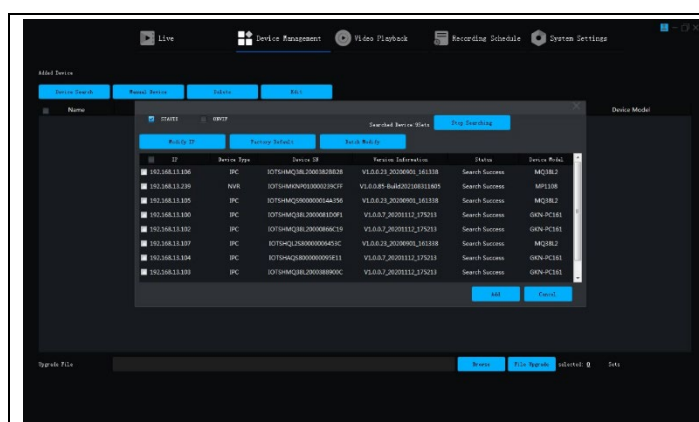 Live Device Management Video Playback Recording Schedule System Settings
Added Device
Device Search Manual Device Delete Edit
Name Device Model
STARIT ONVIF Searched Device:9Sets Stop Searching
Modify IP Factory Default Batch Modify
IP Device Type Device ID Version Information Status Device Model
192.168.13.106 IPC IOTSHMQ38L20003828B28 V1.0.0.23_20200901_161338 Search Success MQ38L2
192.168.13.239 NVR IOTSHMKNP010000239CFF V1.0.0.85-Build202108311605 Search Success MP1108
192.168.13.105 IPC IOTSHMQS9000000144356 V1.0.0.23_20200901_161338 Search Success MQ38L2
192.168.13.100 IPC IOTSHMQ38L2000081D0F1 V1.0.0.7_20201112_175213 Search Success GKN-PC161
192.168.13.102 IPC IOTSHMQ38L20000866C19 V1.0.0.7_20201112_175213 Search Success GKN-PC161
192.168.13.107 IPC IOTSHQL2S80000006453C V1.0.0.23_20200901_161338 Search Success MQ38L2
192.168.13.104 IPC IOTSHAQS8000000095E11 V1.0.0.7_20201112_175213 Search Success GKN-PC161
192.168.13.103 IPC IOTSHMQ38L2000388900C V1.0.0.7_20201112_175213 Search Success GKN-PC161
Add Cancel
Upgrade File Browse File Upgrade selected: 0 Sets